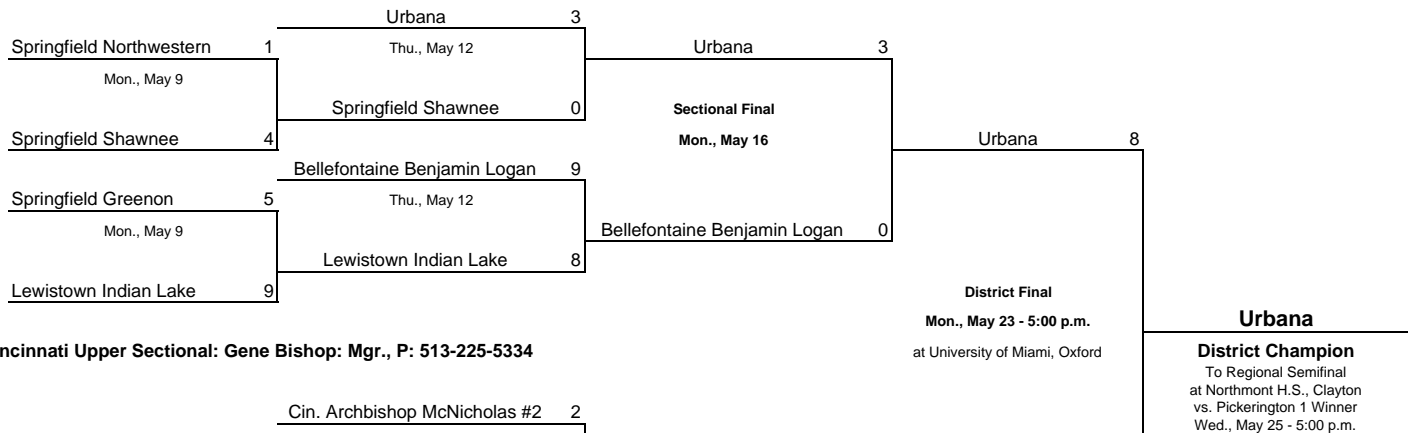 Urbana 3
Springfield Northwestern 1
Thu., May 12
Urbana 3
Mon., May 9
Springfield Shawnee 0
Sectional Final
Springfield Shawnee 4
Mon., May 16
Urbana 8
Bellefontaine Benjamin Logan 9
Springfield Greenon 5
Thu., May 12
Mon., May 9
Bellefontaine Benjamin Logan 0
Lewistown Indian Lake 8
Lewistown Indian Lake 9
District Final
Mon., May 23 - 5:00 p.m.
Urbana
ncinnati Upper Sectional: Gene Bishop: Mgr., P: 513-225-5334
at University of Miami, Oxford
District Champion
To Regional Semifinal
at Northmont H.S., Clayton
vs. Pickerington 1 Winner
Wed., May 25 - 5:00 p.m.
Cin. Archbishop McNicholas #2 2